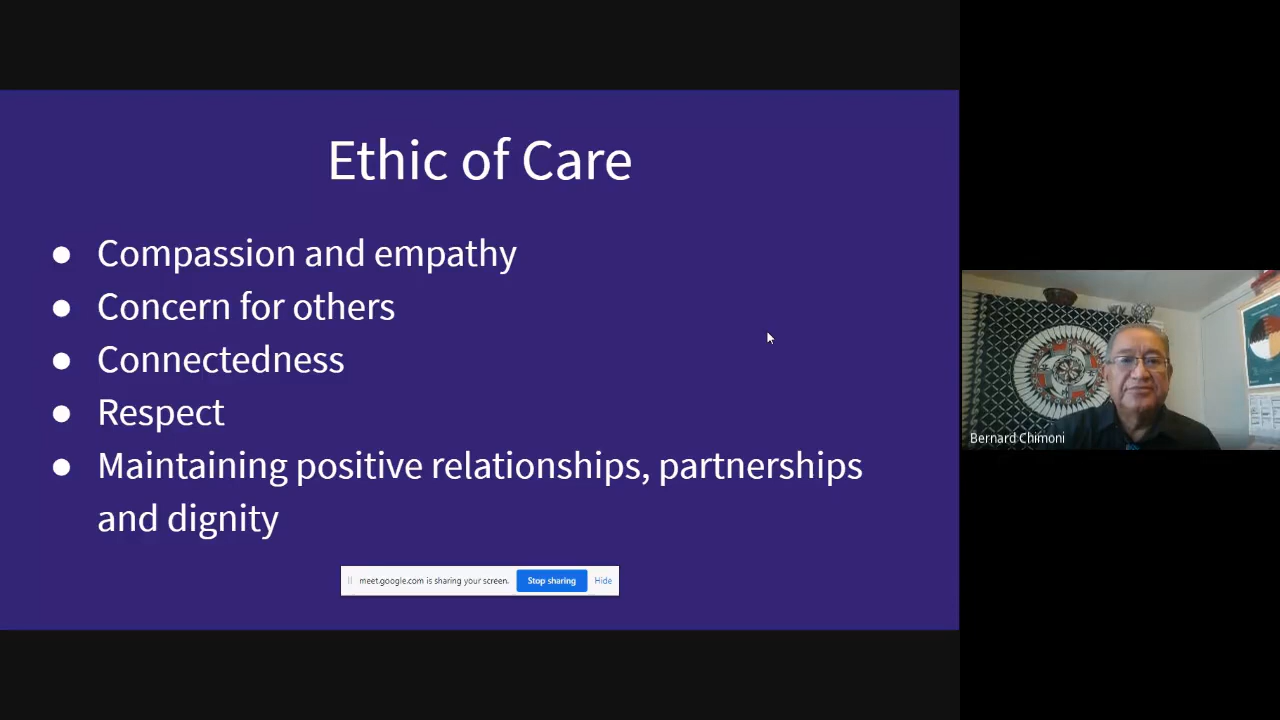 Ethic of Care
● Compassion and empathy
● Concern for others
● Connectedness
● Respect
● Maintaining positive relationships, partnerships
and dignity
meet.google.com is sharing your screen. Stop sharing Hide
Bernard Chimoni